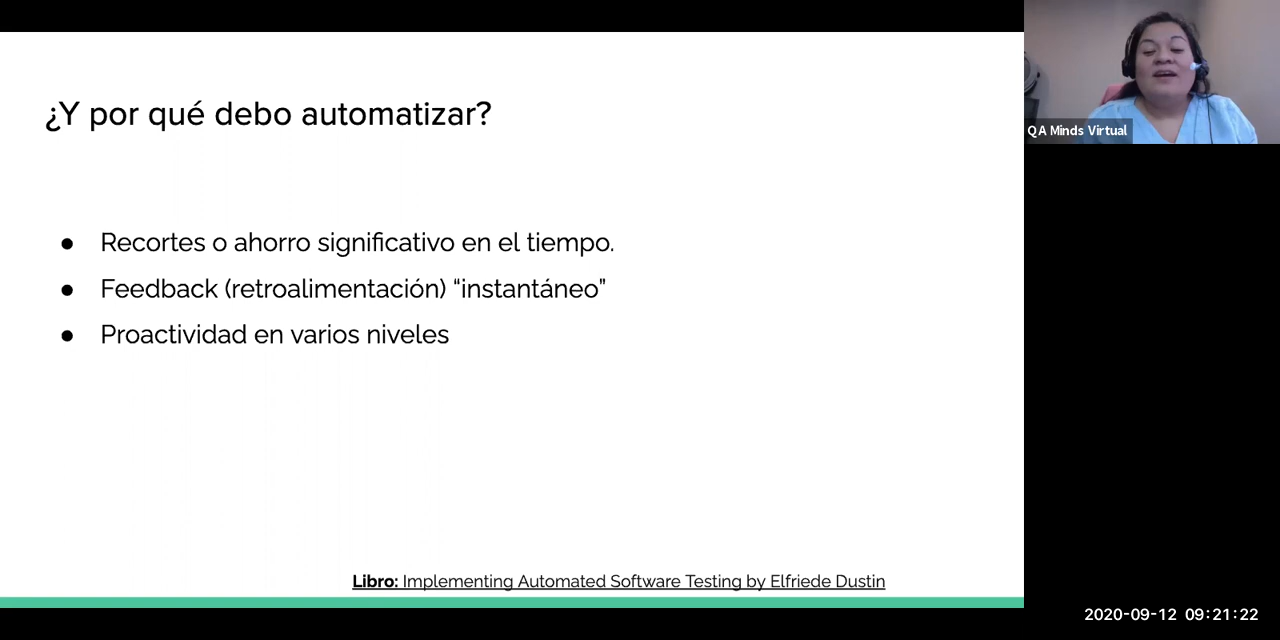 ¿Y por qué debo automatizar?
● Recortes o ahorro significativo en el tiempo.
● Feedback (retroalimentación) “instantáneo”
● Proactividad en varios niveles
Libro: Implementing Automated Software Testing by Elfriede Dustin
QA Minds Virtual
2020-09-12 09:21:22